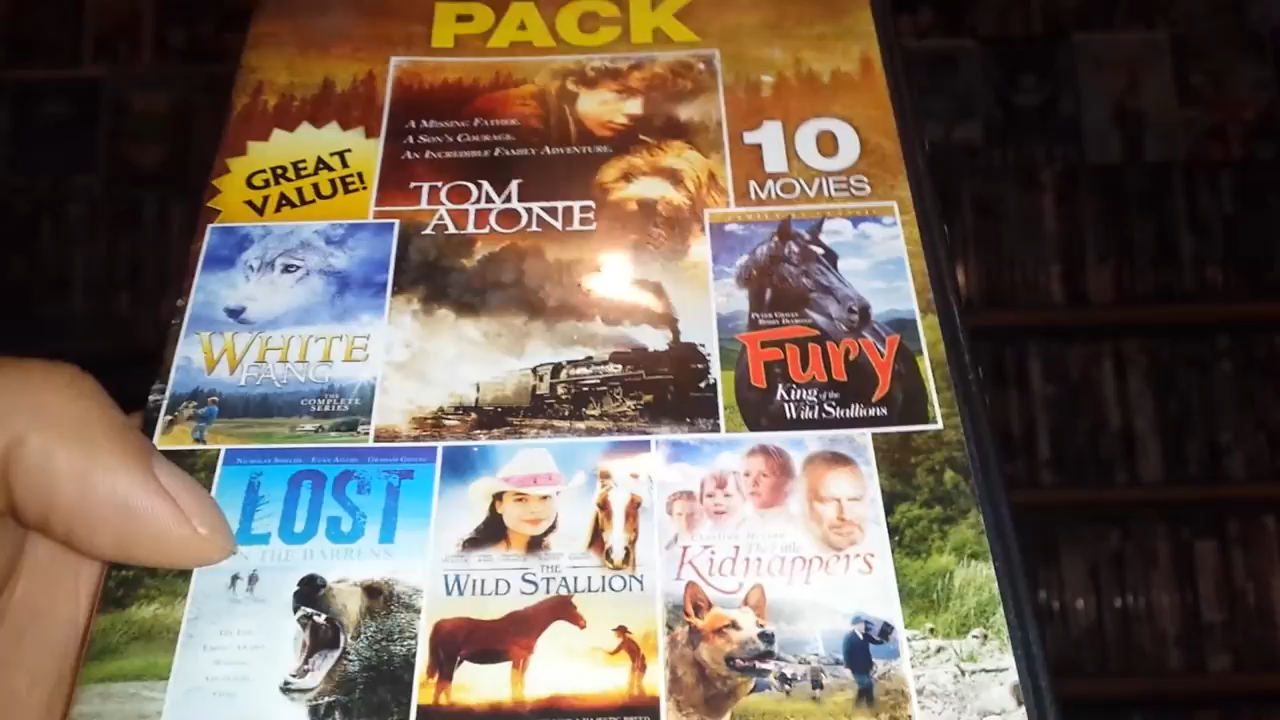 PACK
A MISSING FATHER.
A SON'S COURAGE.
AN INCREDIBLE FAMILY ADVENTURE.
GREAT
VALUE!
10
MOVIES
TOM
ALONE
WHITE
FANG
THE
COMPLETE
SERIES
Fury
King of the
Wild Stallions
LOST
IN THE BARRENS
THE
WILD STALLION
The Little
Kidnappers